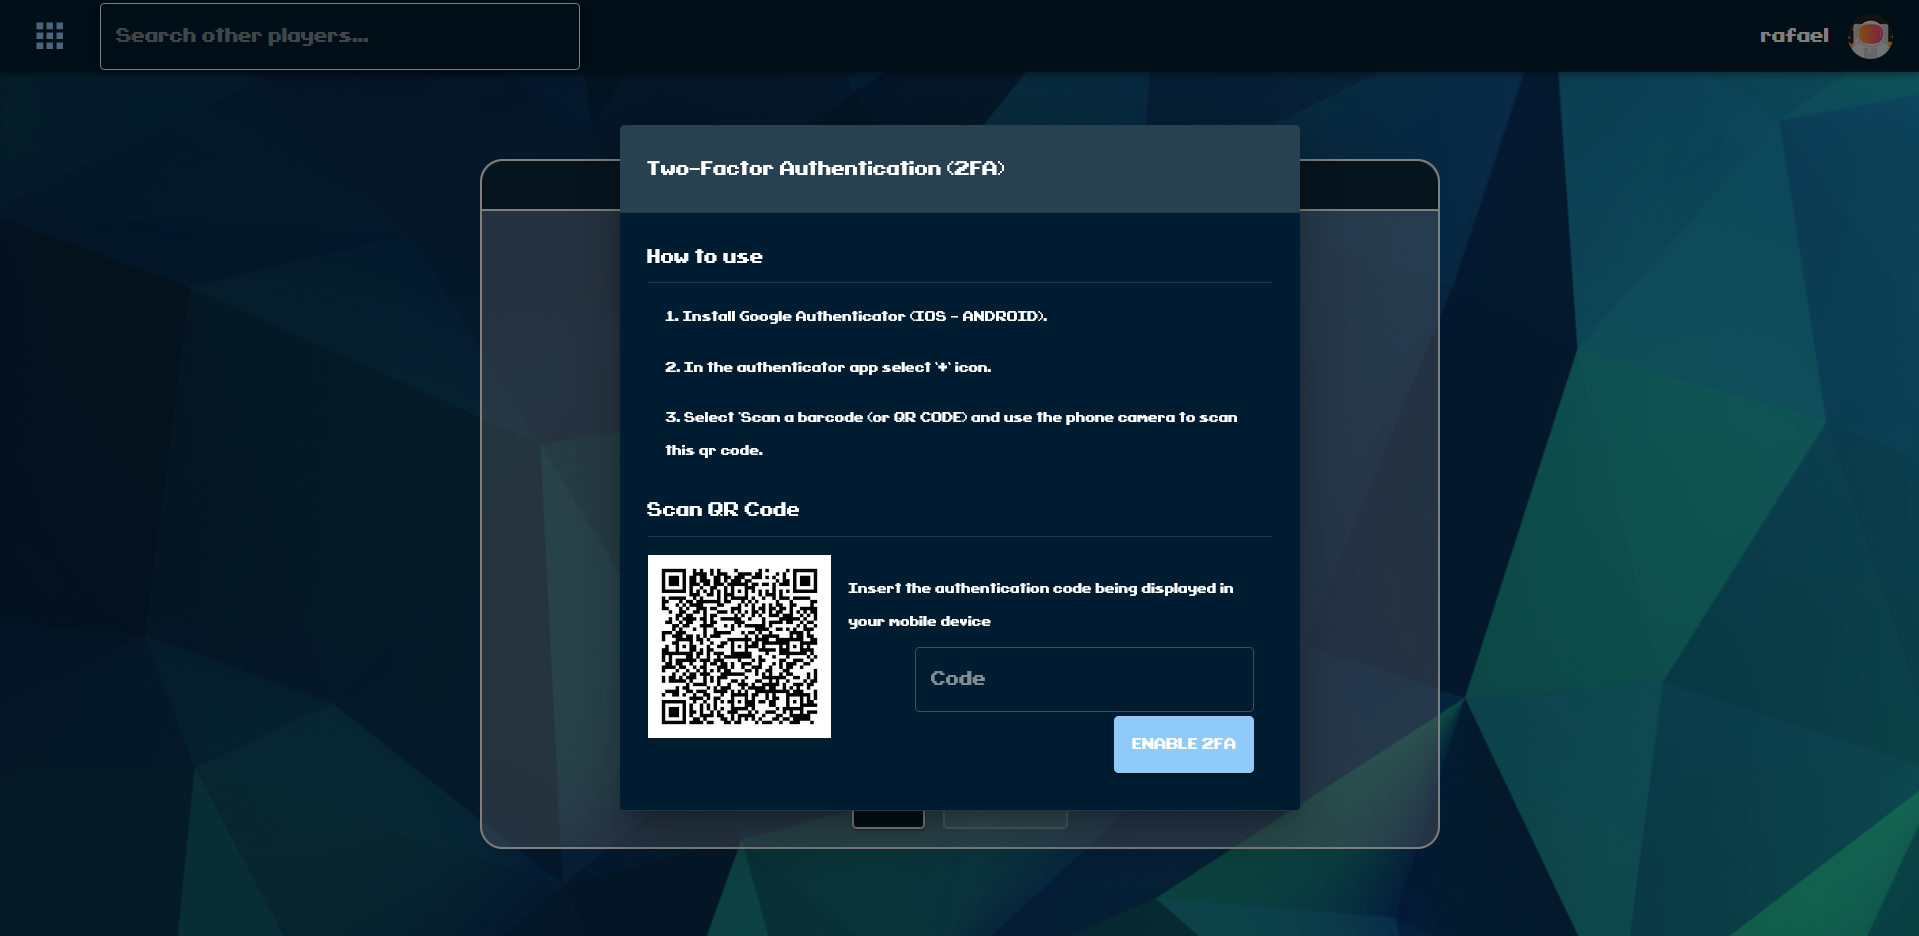 Search other players...
rafael
Two-Factor Authentication (2FA)
How to use
1. Install Google Authenticator (IOS - ANDROID).
2. In the authenticator app select '+' icon.
3. Select 'Scan a barcode (or QR CODE) and use the phone camera to scan
this qr code.
Scan QR Code
Insert the authentication code being displayed in
your mobile device
Code
ENABLE 2FA